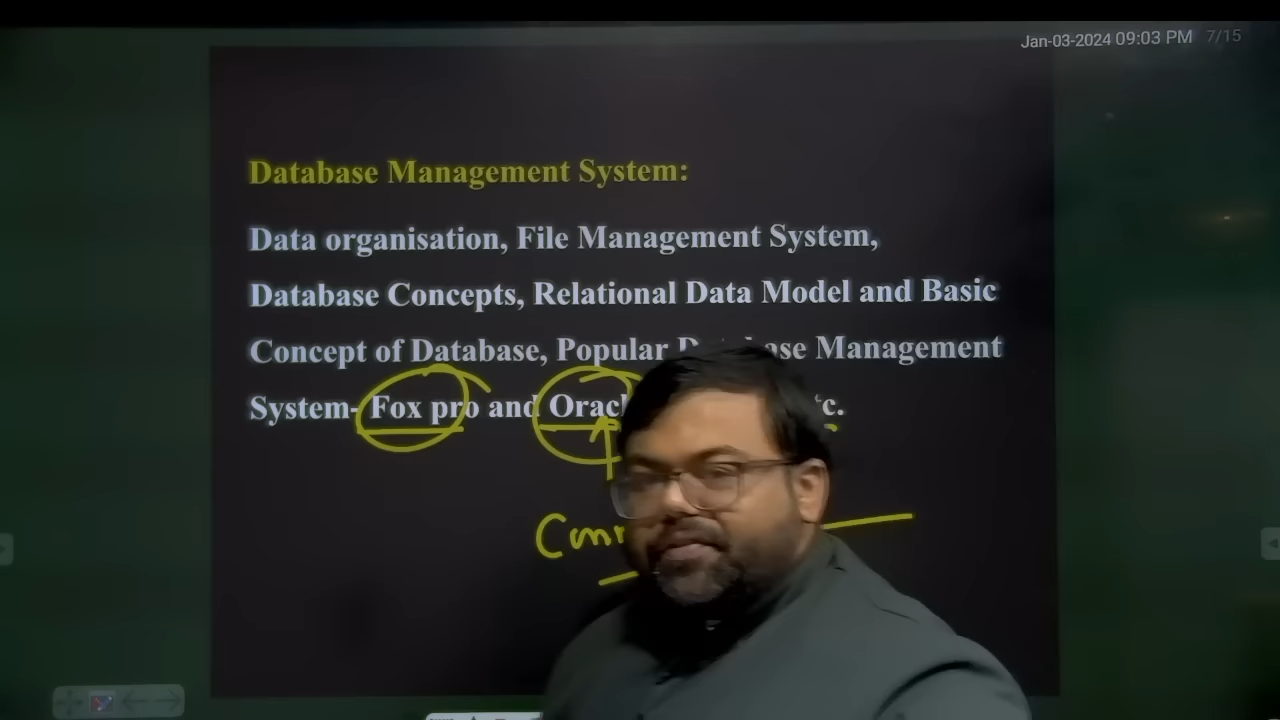 Jan-03-2024 09:03 PM 7/15
Database Management System:
Data organisation, File Management System,
Database Concepts, Relational Data Model and Basic
Concept of Database, Popular Management
System- Fox pro and